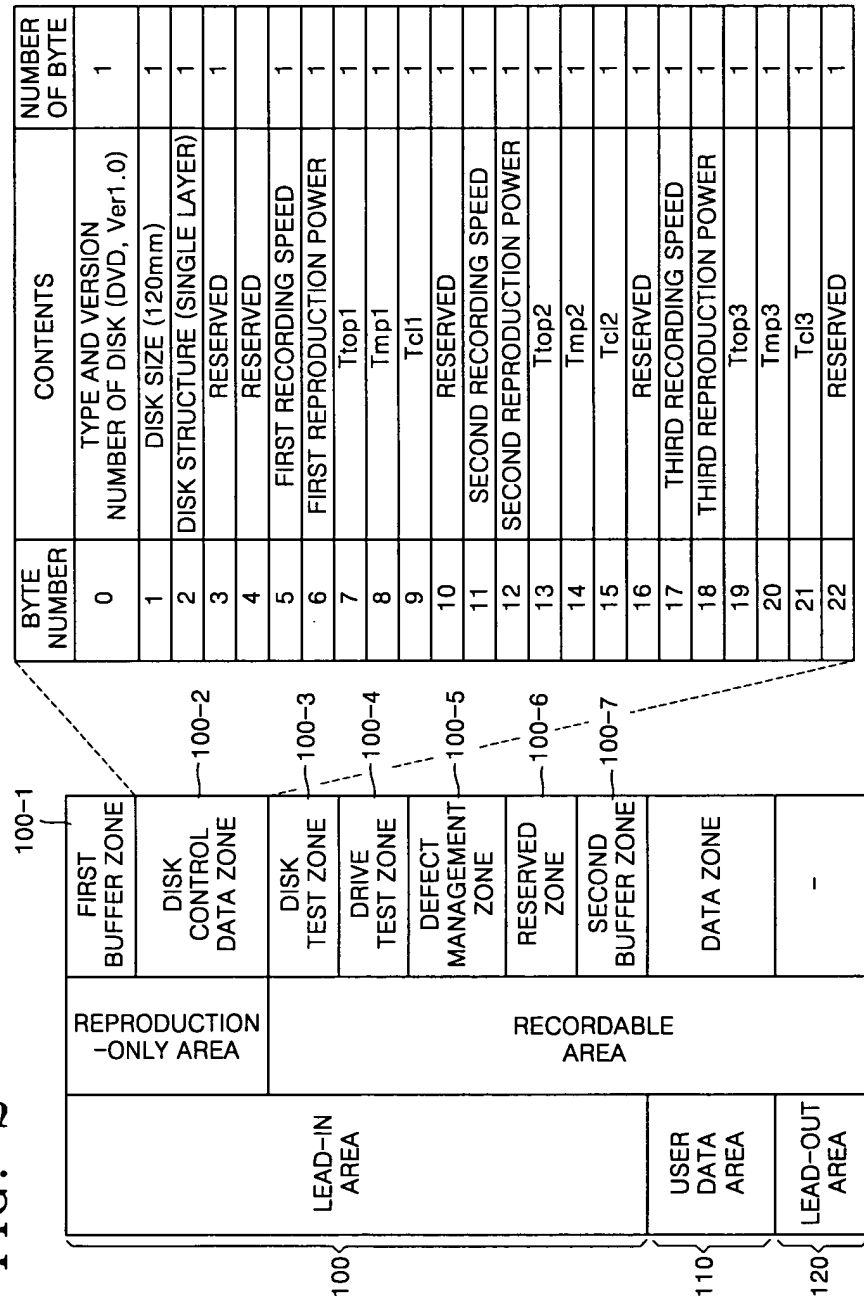 FIG.
100
110
120
LEAD-IN
AREA
USER
DATA
AREA
LEAD-OUT
AREA
REPRODUCTION
-ONLY AREA
RECORDABLE
AREA
FIRST
BUFFER ZONE
DISK
CONTROL
DATA ZONE
DISK
TEST ZONE
DRIVE
TEST ZONE
DEFECT
MANAGEMENT
ZONE
RESERVED
ZONE
SECOND
BUFFER ZONE
DATA ZONE
-
100-1
100-2
100-3
100-4
100-5
100-6
100-7
BYTE NUMBER CONTENTS NUMBER OF BYTE
0 TYPE AND VERSION NUMBER OF DISK (DVD, Ver1.0) 1
1 DISK SIZE (120mm) 1
2 DISK STRUCTURE (SINGLE LAYER) 1
3 RESERVED 1
4 RESERVED
5 FIRST RECORDING SPEED 1
6 FIRST REPRODUCTION POWER 1
7 Ttop1 1
8 Tmp1 1
9 Tcl1 1
10 RESERVED 1
11 SECOND RECORDING SPEED 1
12 SECOND REPRODUCTION POWER 1
13 Ttop2 1
14 Tmp2 1
15 Tcl2 1
16 RESERVED 1
17 THIRD RECORDING SPEED 1
18 THIRD REPRODUCTION POWER 1
19 Ttop3 1
20 Tmp3 1
21 Tcl3 1
22 RESERVED 1